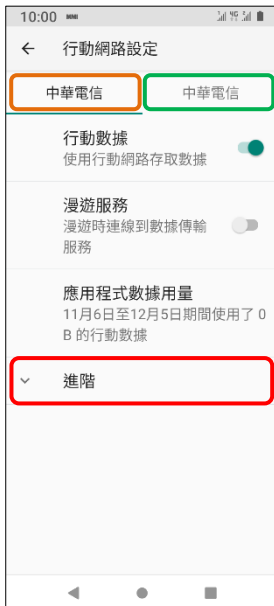 10:00
4G
行動網路設定
中華電信 中華電信
行動數據
使用行動網路存取數據
漫遊服務
漫遊時連線到數據傳輸
服務
應用程式數據用量
11月6日至12月5日期間使用了 0
B 的行動數據
進階